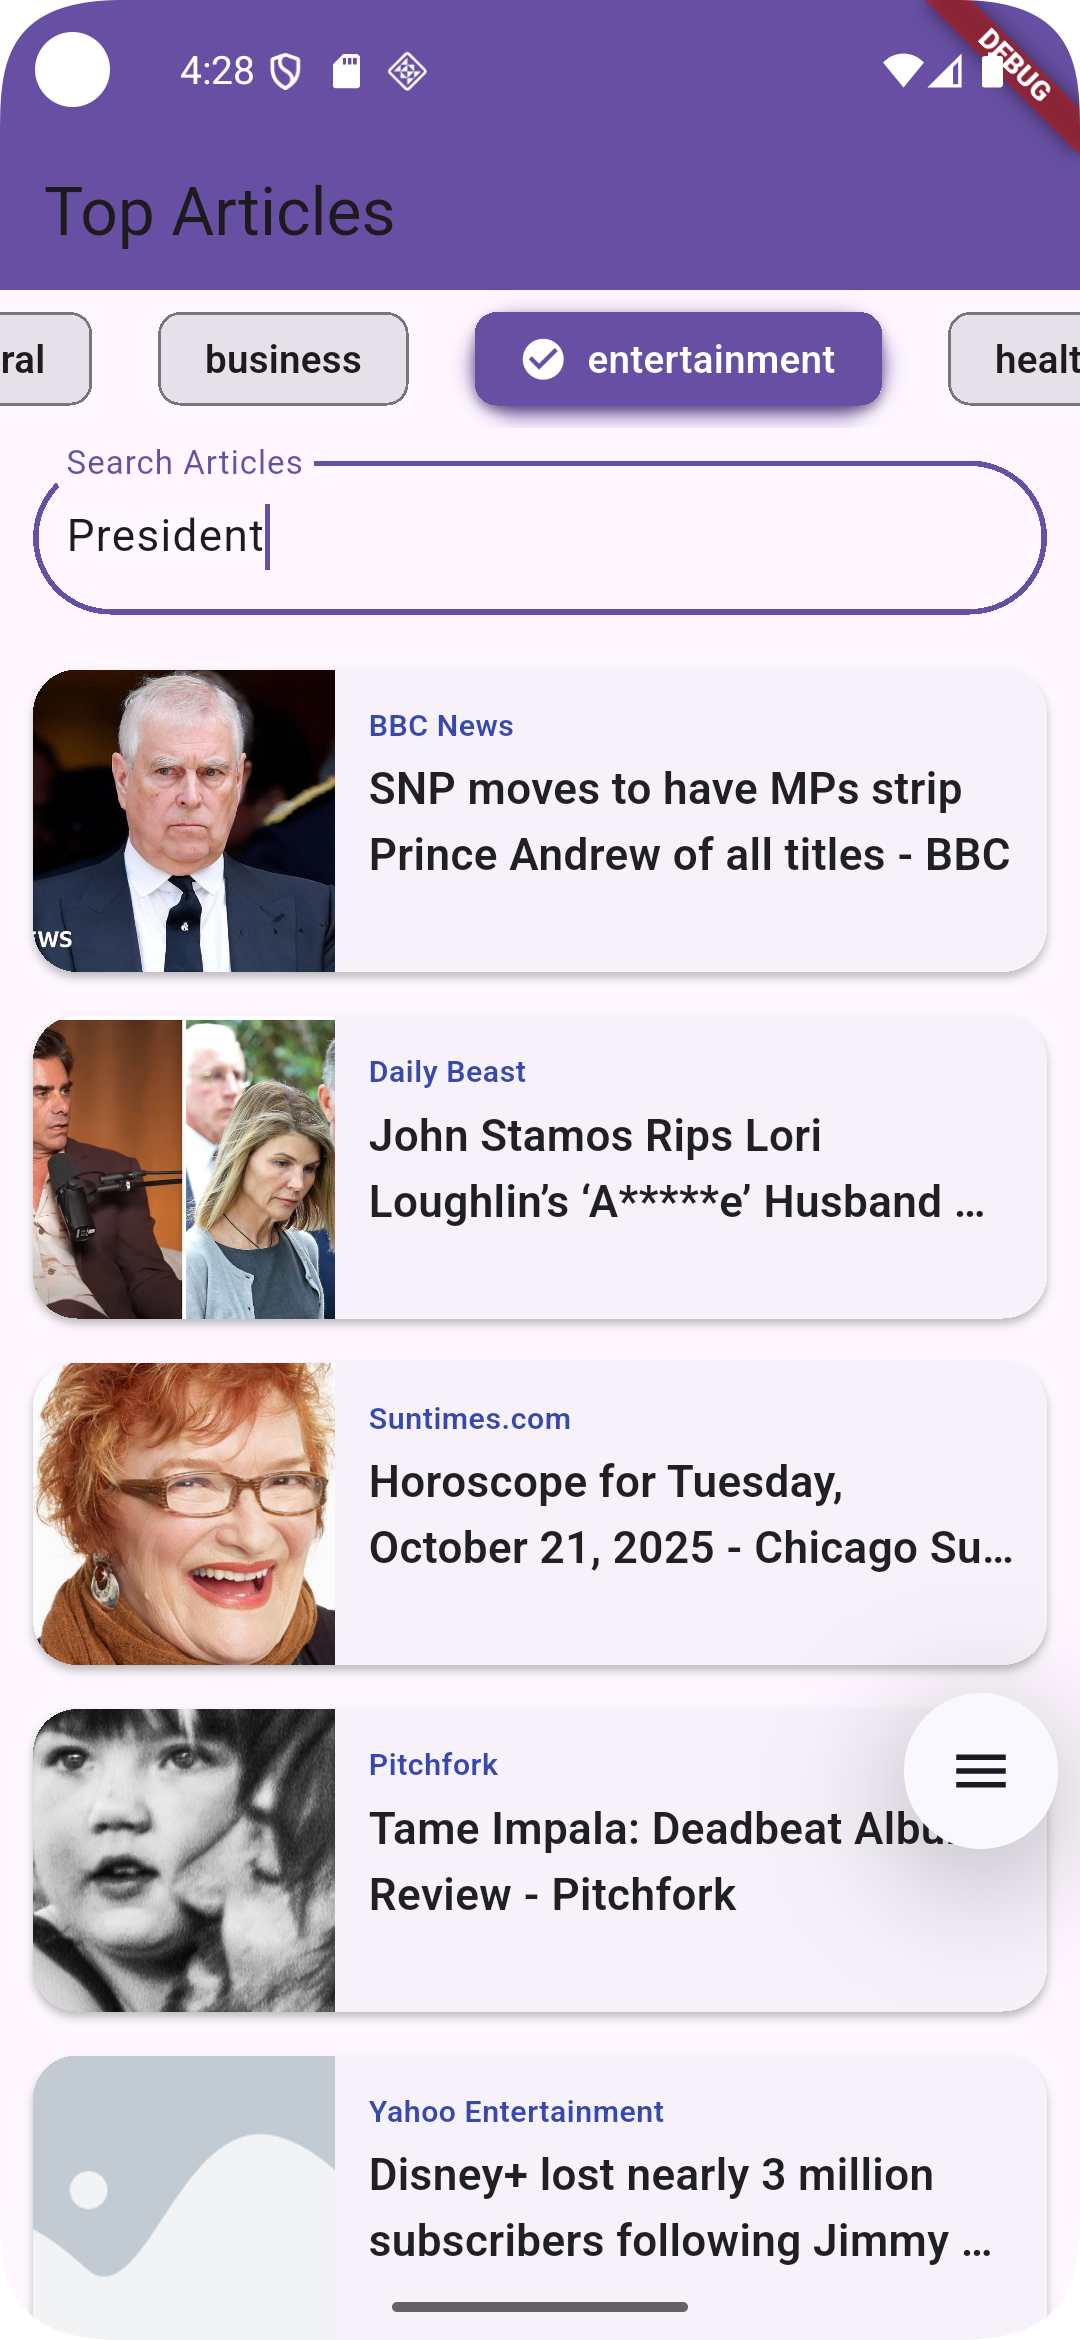 4:28
DEBUG
Top Articles
ral
business
entertainment
healt
Search Articles
President
BBC News
SNP moves to have MPs strip
Prince Andrew of all titles - BBC
EWS
Daily Beast
John Stamos Rips Lori
Loughlin’s ‘A*****e’ Husband …
Suntimes.com
Horoscope for Tuesday,
October 21, 2025 - Chicago Su…
Pitchfork
Tame Impala: Deadbeat Albu
Review - Pitchfork
Yahoo Entertainment
Disney+ lost nearly 3 million
subscribers following Jimmy …